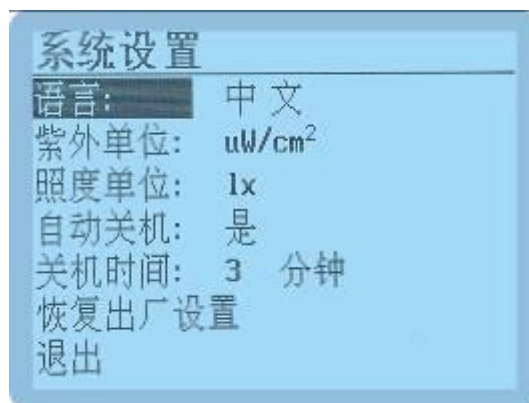 系统设置
语言: 中文
紫外单位: uW/cm²
照度单位: lx
自动关机: 是
关机时间: 3 分钟
恢复出厂设置
退出